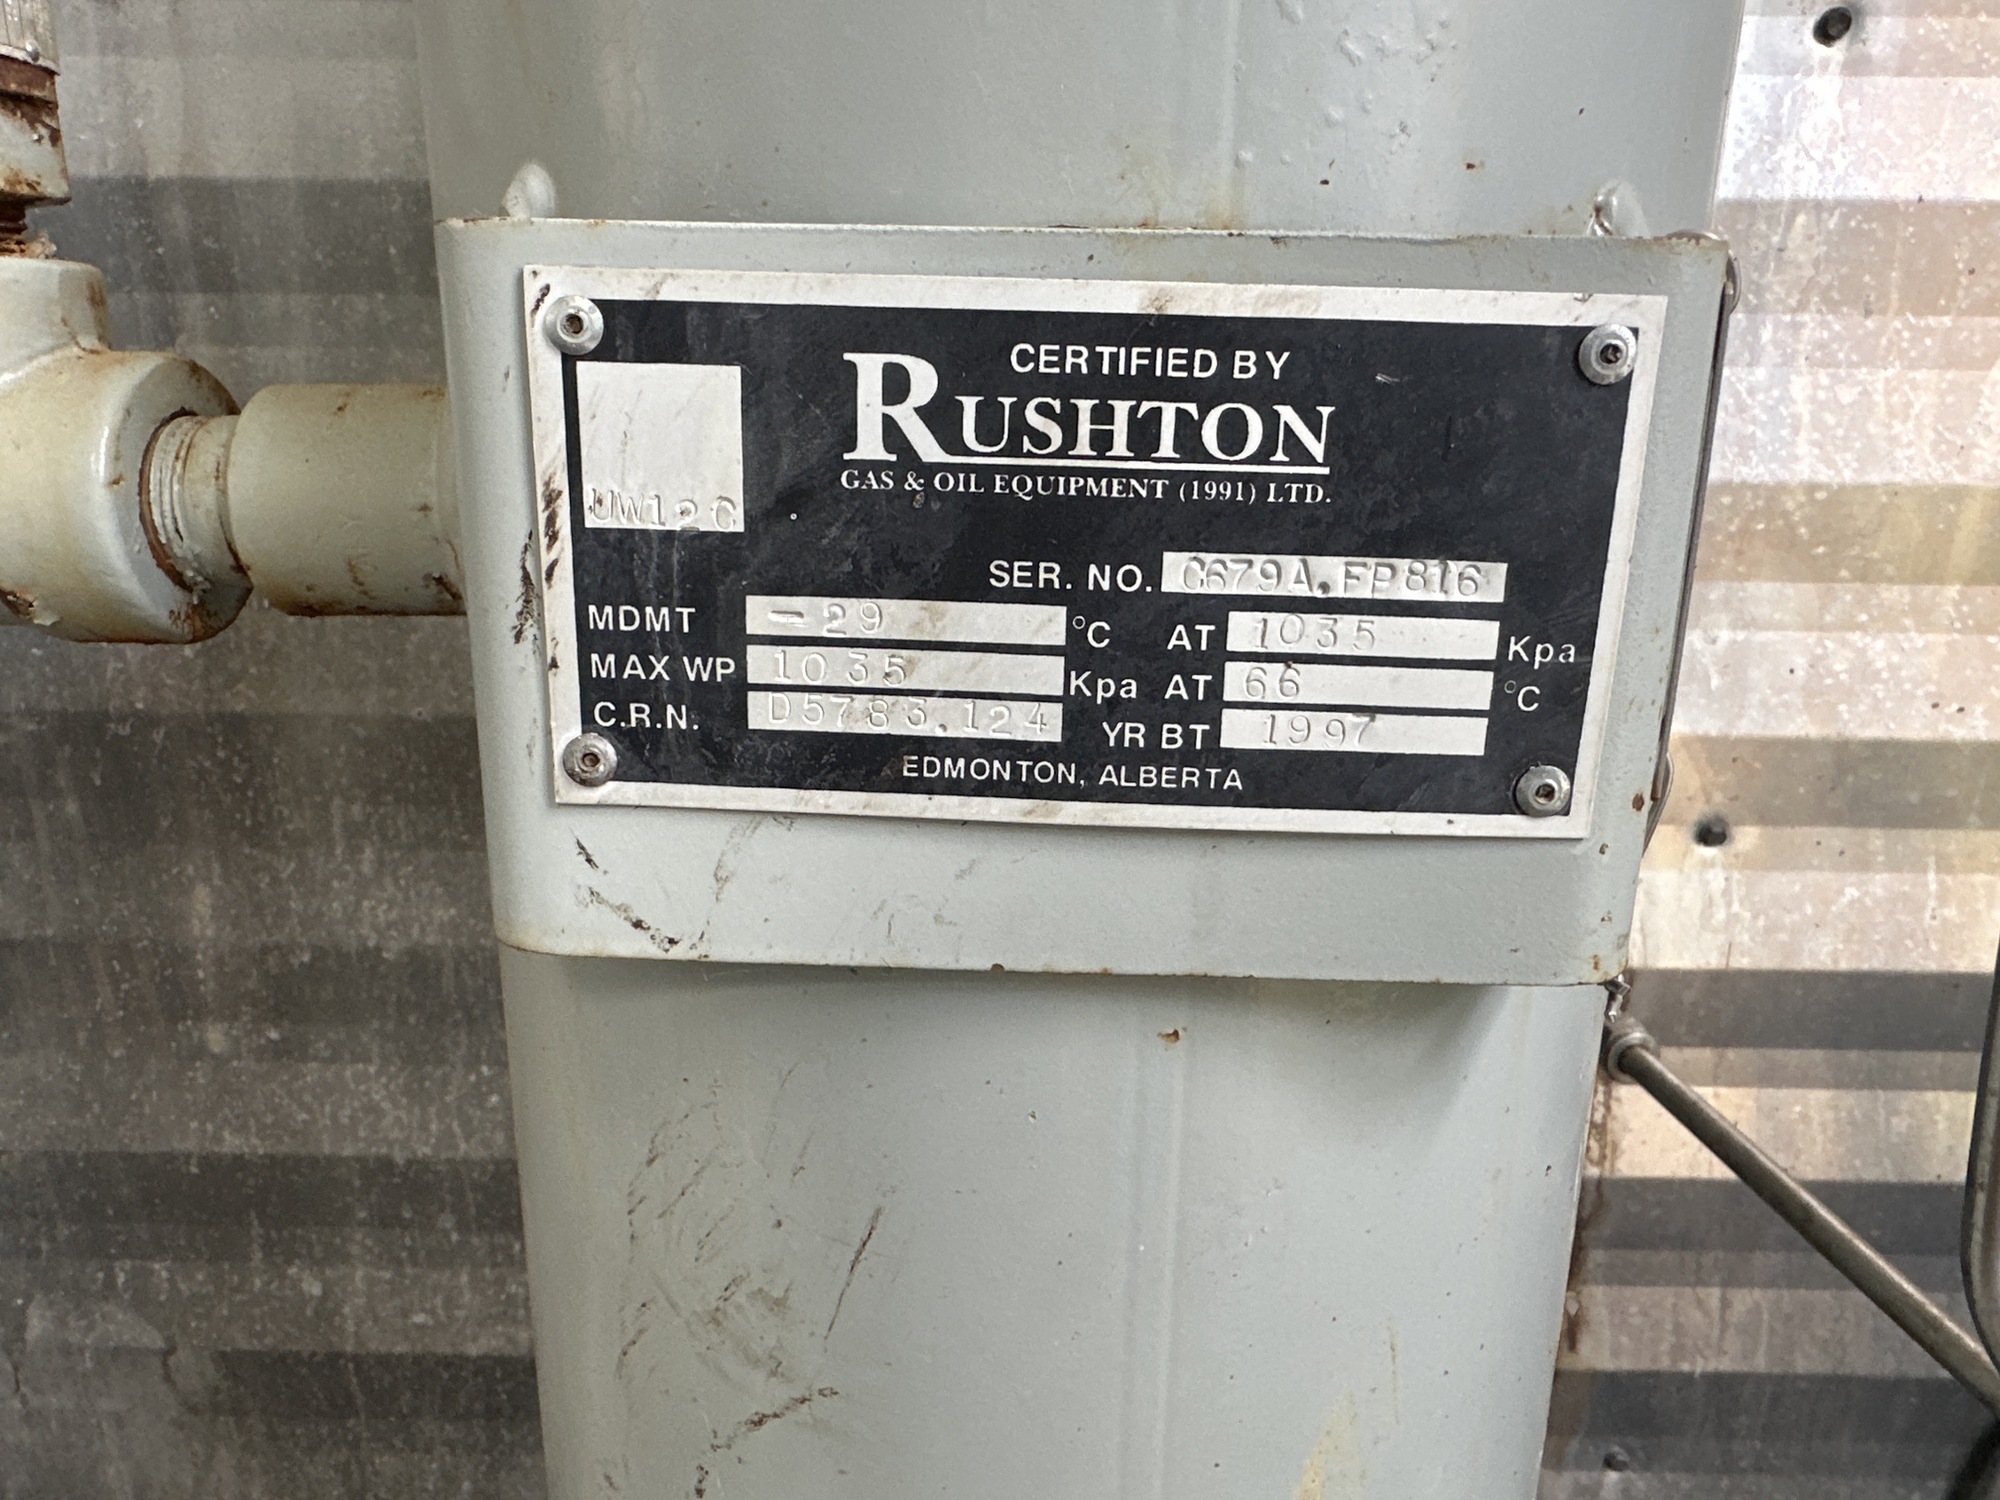 CERTIFIED BY
RUSHTON
GAS & OIL EQUIPMENT (1991) LTD.
UW12C
SER. NO. C679A.FP816
MDMT -29 °C AT 1035 Kpa
MAX WP 1035 Kpa AT 66 °C
C.R.N. D5783.124 YR BT 1997
EDMONTON, ALBERTA